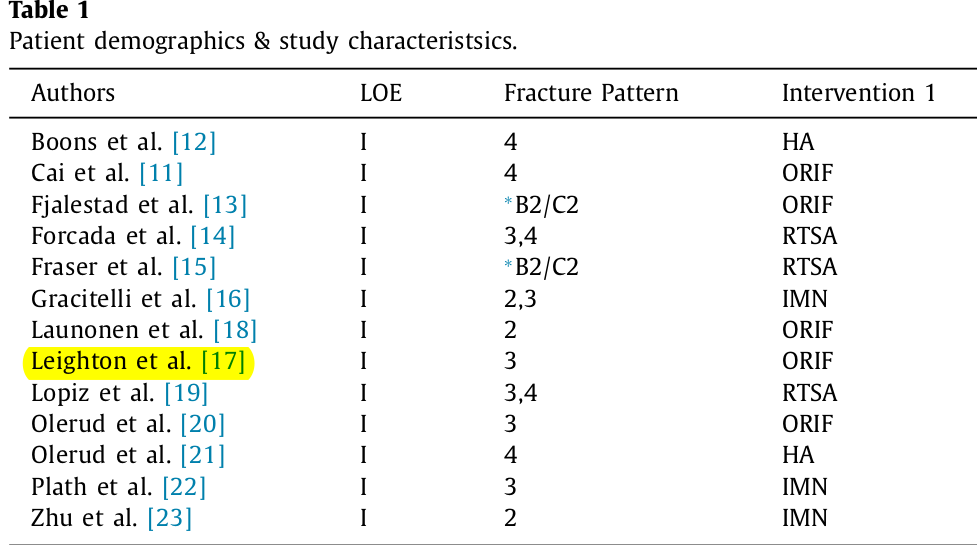 Table 1
Patient demographics & study characteristsics.
Authors LOE Fracture Pattern Intervention 1
Boons et al. [12] I 4 HA
Cai et al. [11] I 4 ORIF
Fjalestad et al. [13] I *B2/C2 ORIF
Forcada et al. [14] I 3,4 RTSA
Fraser et al. [15] I *B2/C2 RTSA
Gracitelli et al. [16] I 2,3 IMN
Launonen et al. [18] I 2 ORIF
Leighton et al. [17] I 3 ORIF
Lopiz et al. [19] I 3,4 RTSA
Olerud et al. [20] I 3 ORIF
Olerud et al. [21] I 4 HA
Plath et al. [22] I 3 IMN
Zhu et al. [23] I 2 IMN